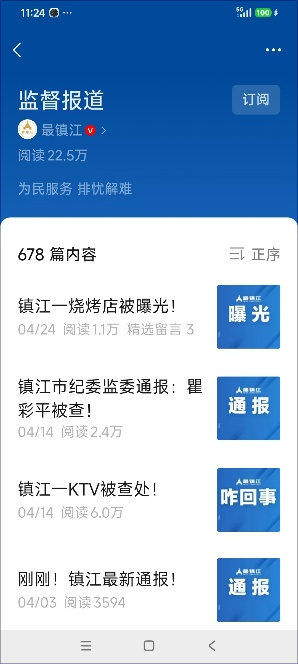 11:24
5G
100
监督报道
订阅
最镇江
阅读22.5万
为民服务 排忧解难
678 篇内容
正序
镇江一烧烤店被曝光！
04/24 阅读1.1万 精选留言 3
最镇江
曝光
镇江市纪委监委通报：瞿
彩平被查！
04/14 阅读2.4万
最镇江
通报
镇江一KTV被查处！
04/14 阅读6.0万
最镇江
咋回事
刚刚！镇江最新通报！
04/03 阅读3594
最镇江
通报